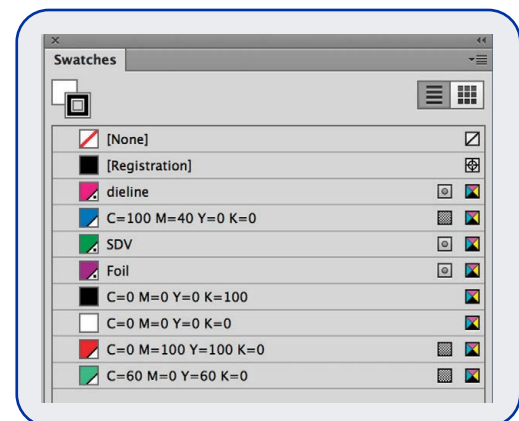 Swatches
[None]
[Registration]
dieline
C=100 M=40 Y=0 K=0
SDV
Foil
C=0 M=0 Y=0 K=100
C=0 M=0 Y=0 K=0
C=0 M=100 Y=100 K=0
C=60 M=0 Y=60 K=0